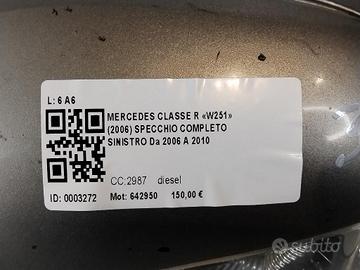 L: 6 A6
MERCEDES CLASSE R «W251»
(2006) SPECCHIO COMPLETO
SINISTRO Da 2006 A 2010
CC:2987 diesel
ID: 0003272 Mot: 642950 150,00 €
subito